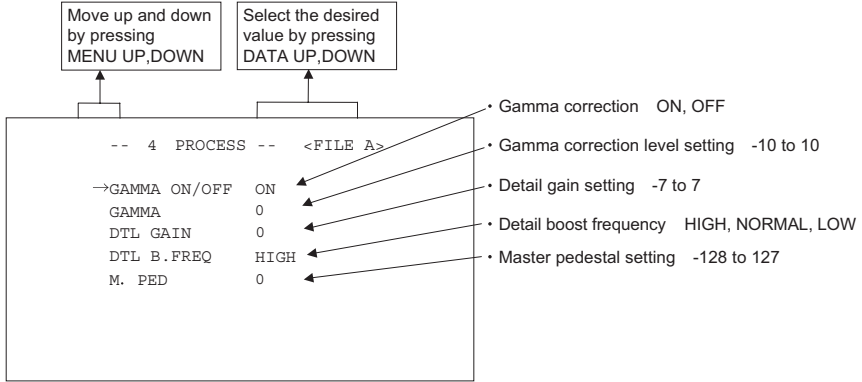 Move up and down
by pressing
MENU UP,DOWN
Select the desired
value by pressing
DATA UP,DOWN
-- 4 PROCESS -- <FILE A>
→GAMMA ON/OFF ON
GAMMA 0
DTL GAIN 0
DTL B.FREQ HIGH
M. PED 0
• Gamma correction ON, OFF
• Gamma correction level setting -10 to 10
• Detail gain setting -7 to 7
• Detail boost frequency HIGH, NORMAL, LOW
• Master pedestal setting -128 to 127